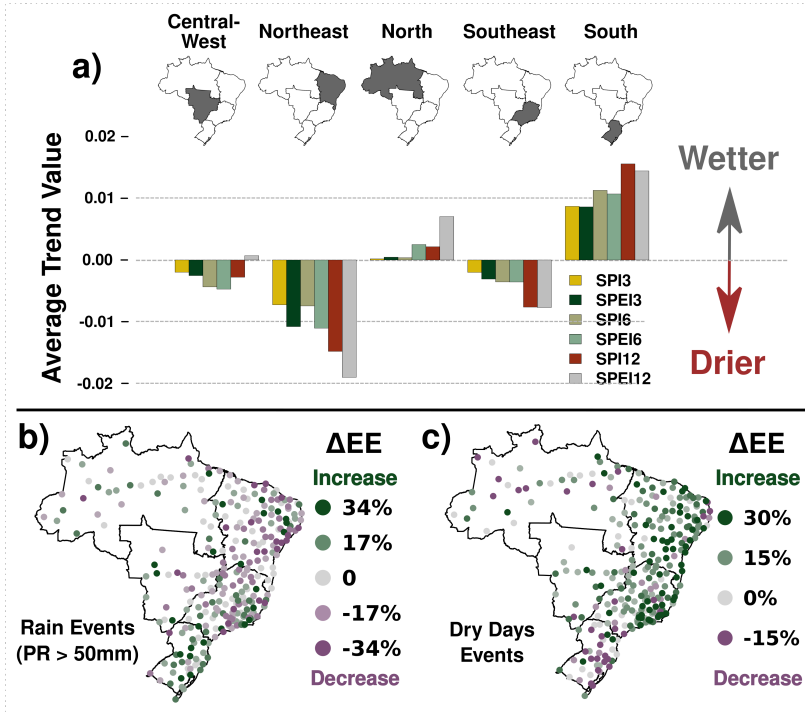 Central-
West
Northeast
North
Southeast
South
a)
Average Trend Value
0.02
0.01
0.00
-0.01
-0.02
Wetter
Drier
SPI3
SPEI3
SPI6
SPEI6
SPI12
SPEI12
b)
ΔEE
Increase
34%
17%
0
-17%
-34%
Decrease
Rain Events
(PR > 50mm)
c)
ΔEE
Increase
30%
15%
0%
-15%
Decrease
Dry Days
Events